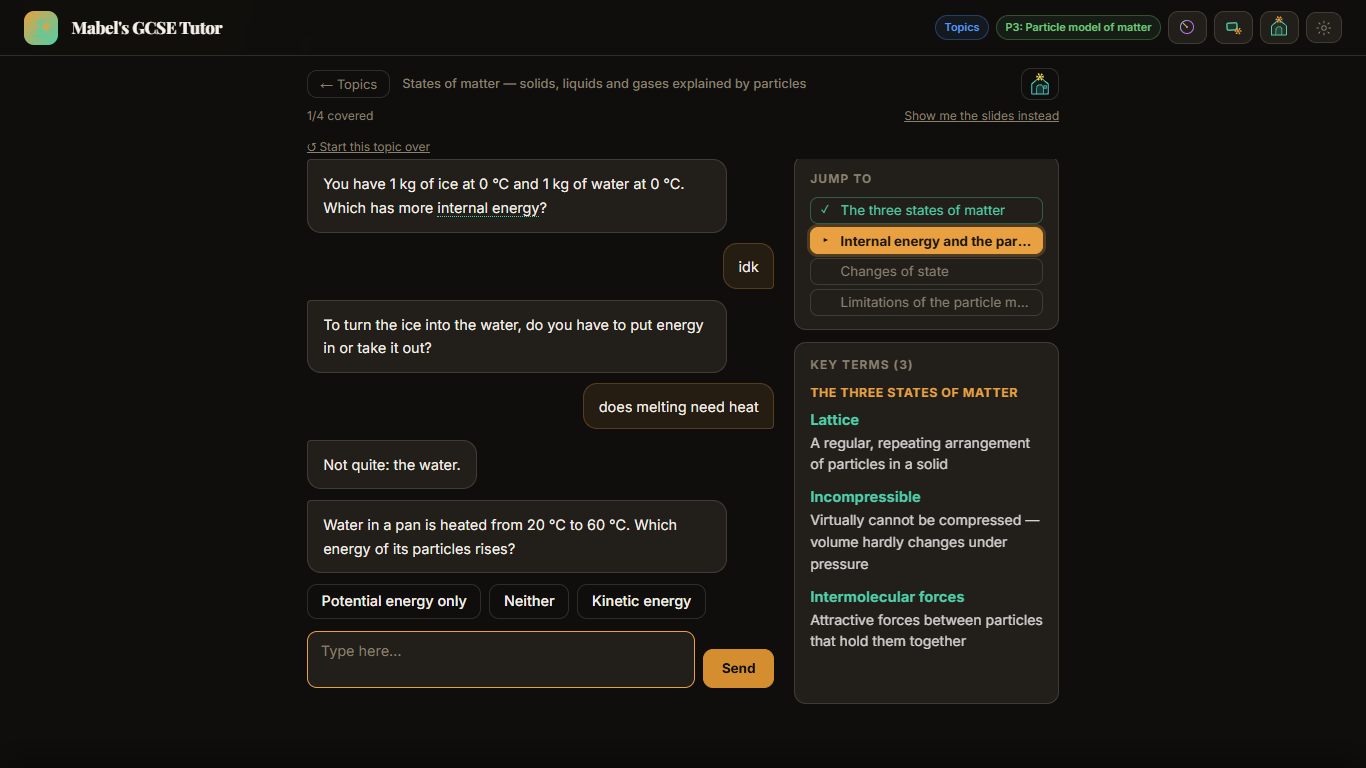 Mabel's GCSE Tutor
Topics
P3: Particle model of matter
← Topics
States of matter — solids, liquids and gases explained by particles
1/4 covered
Show me the slides instead
↺ Start this topic over
You have 1 kg of ice at 0 °C and 1 kg of water at 0 °C.
Which has more internal energy?
idk
To turn the ice into the water, do you have to put energy
in or take it out?
does melting need heat
Not quite: the water.
Water in a pan is heated from 20 °C to 60 °C. Which
energy of its particles rises?
Potential energy only
Neither
Kinetic energy
Type here...
Send
JUMP TO
✓ The three states of matter
▸ Internal energy and the par...
Changes of state
Limitations of the particle m...
KEY TERMS (3)
THE THREE STATES OF MATTER
Lattice
A regular, repeating arrangement
of particles in a solid
Incompressible
Virtually cannot be compressed —
volume hardly changes under
pressure
Intermolecular forces
Attractive forces between particles
that hold them together